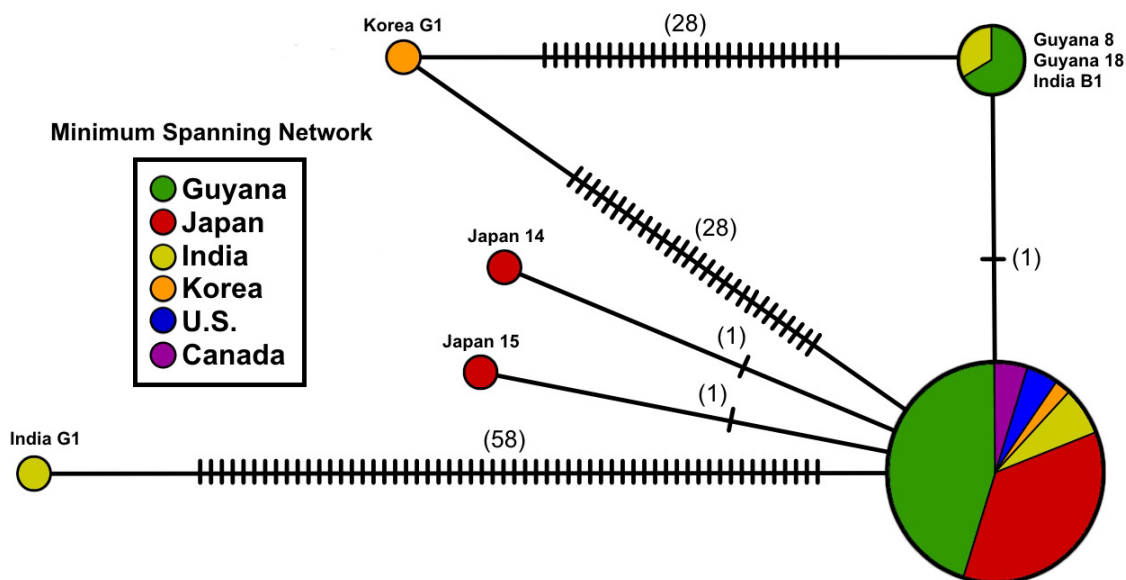 Korea G1
(28)
Guyana 8
Guyana 18
India B1
Minimum Spanning Network
Guyana
Japan
India
Korea
U.S.
Canada
(28)
Japan 14
(1)
(1)
Japan 15
(1)
India G1
(58)